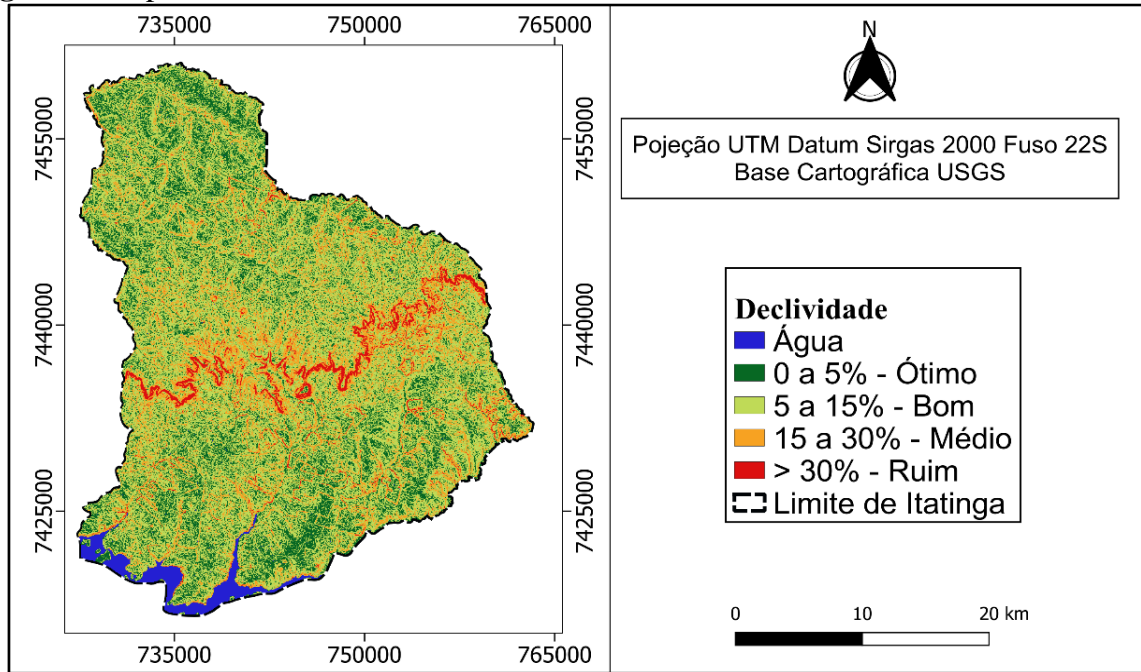 735000
750000
765000
7455000
7440000
7425000
7455000
7440000
7425000
735000
750000
765000
N
Pojeção UTM Datum Sirgas 2000 Fuso 22S
Base Cartográfica USGS
Declividade
Água
0 a 5% - Ótimo
5 a 15% - Bom
15 a 30% - Médio
> 30% - Ruim
Limite de Itatinga
0 10 20 km